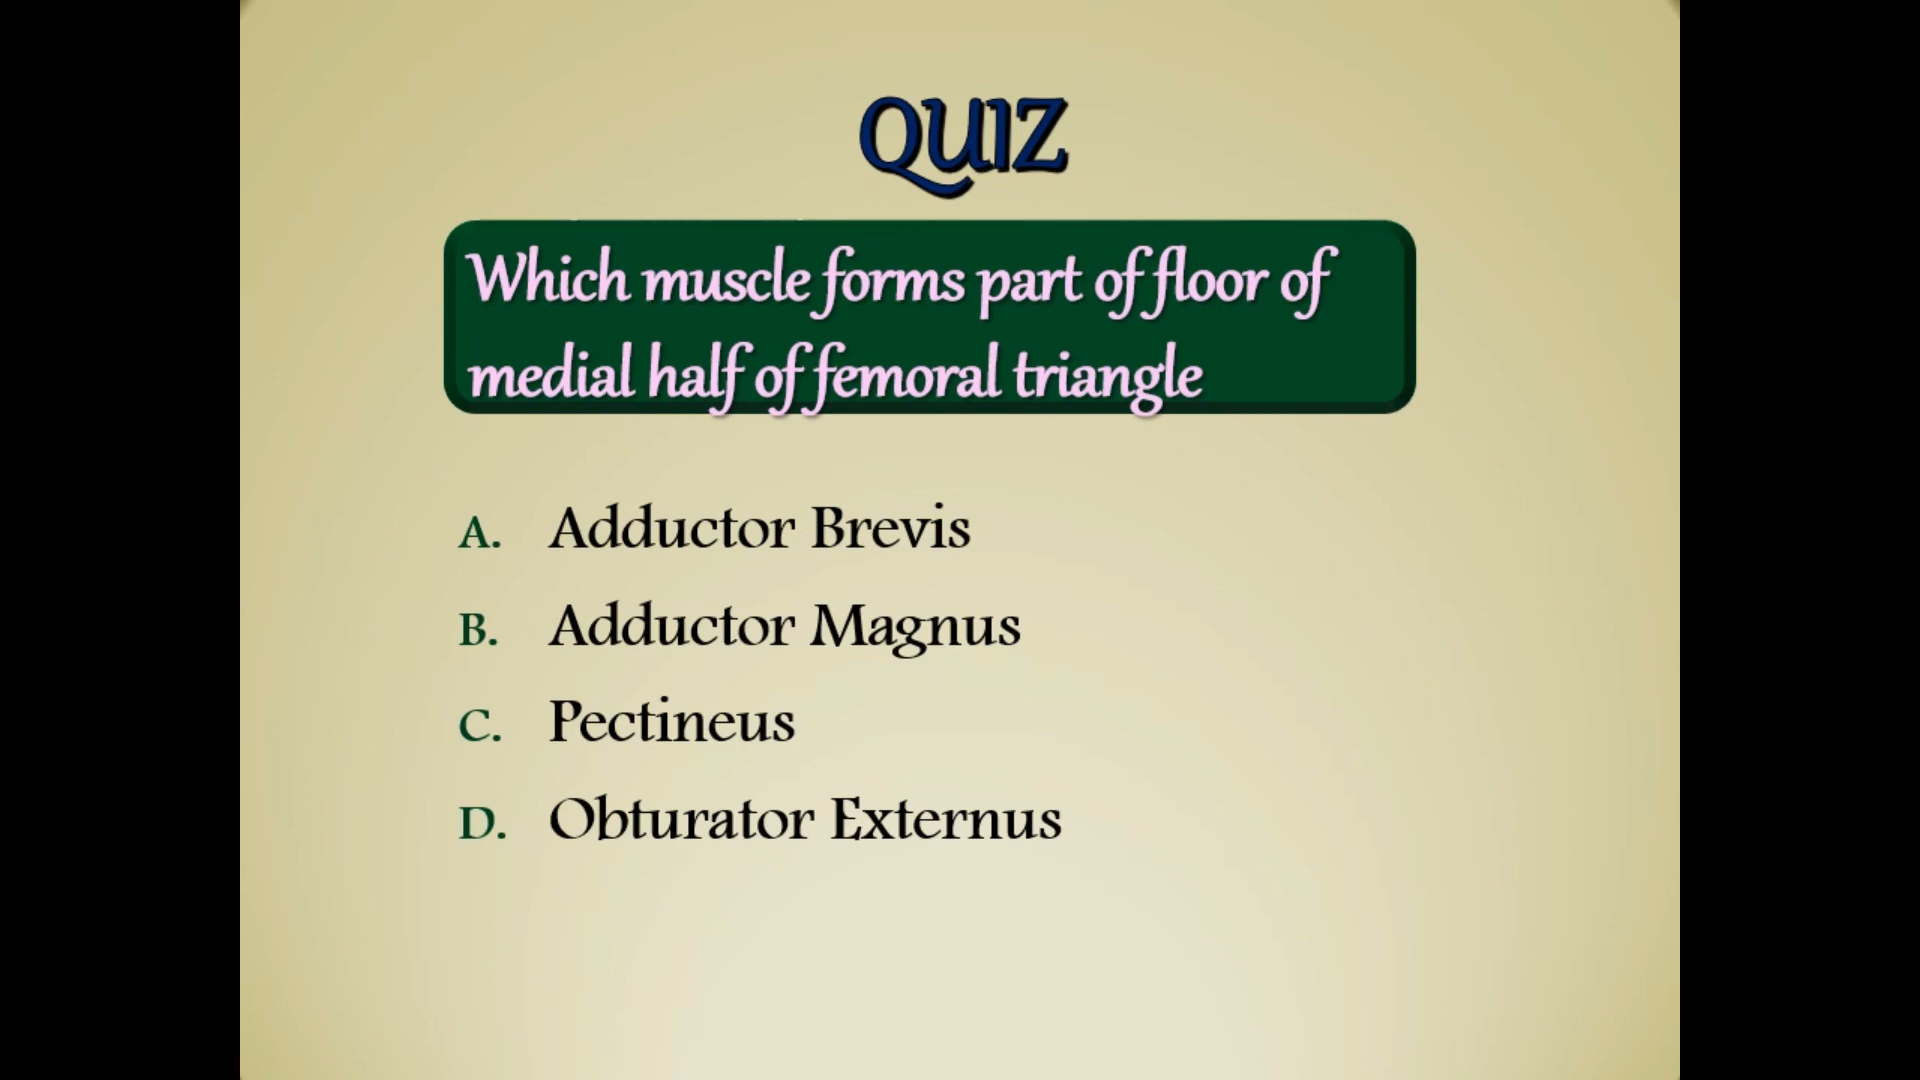 QUIZ
Which muscle forms part of floor of
medial half of femoral triangle
A. Adductor Brevis
B. Adductor Magnus
C. Pectineus
D. Obturator Externus